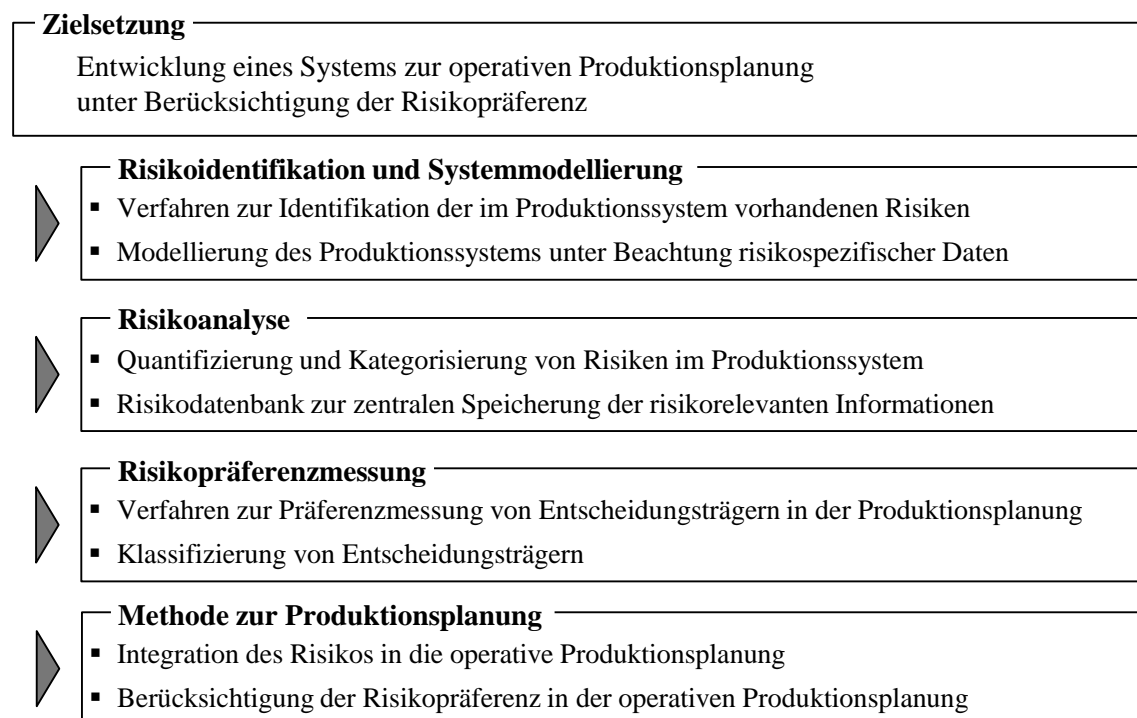 Zielsetzung
Entwicklung eines Systems zur operativen Produktionsplanung
unter Berücksichtigung der Risikopräferenz
Risikoidentifikation und Systemmodellierung
▪ Verfahren zur Identifikation der im Produktionssystem vorhandenen Risiken
▪ Modellierung des Produktionssystems unter Beachtung risikospezifischer Daten
Risikoanalyse
▪ Quantifizierung und Kategorisierung von Risiken im Produktionssystem
▪ Risikodatenbank zur zentralen Speicherung der risikorelevanten Informationen
Risikopräferenzmessung
▪ Verfahren zur Präferenzmessung von Entscheidungsträgern in der Produktionsplanung
▪ Klassifizierung von Entscheidungsträgern
Methode zur Produktionsplanung
▪ Integration des Risikos in die operative Produktionsplanung
▪ Berücksichtigung der Risikopräferenz in der operativen Produktionsplanung